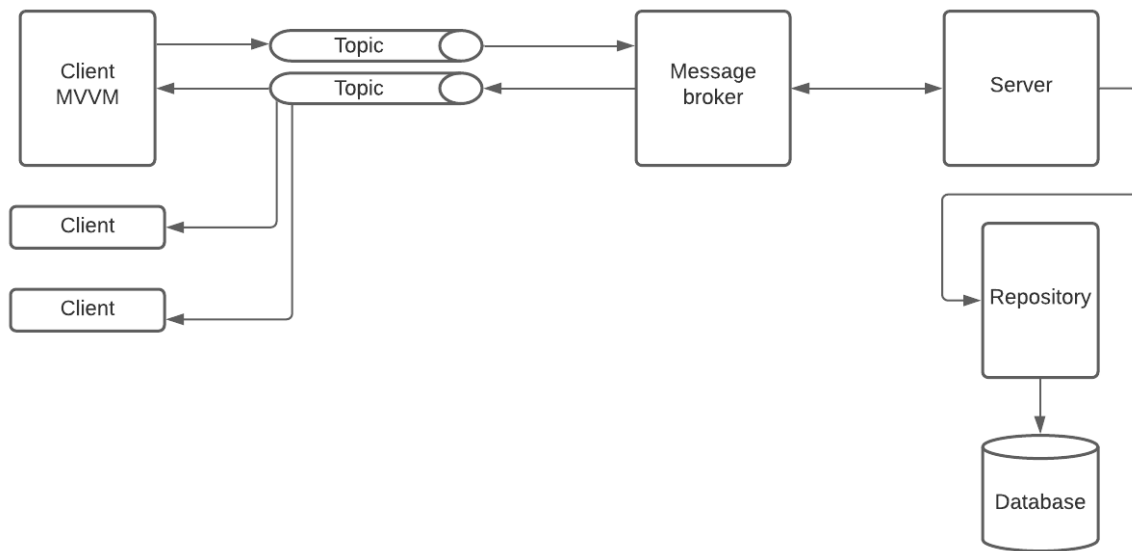 Client
MVVM
Topic
Topic
Message
broker
Server
Client
Client
Repository
Database